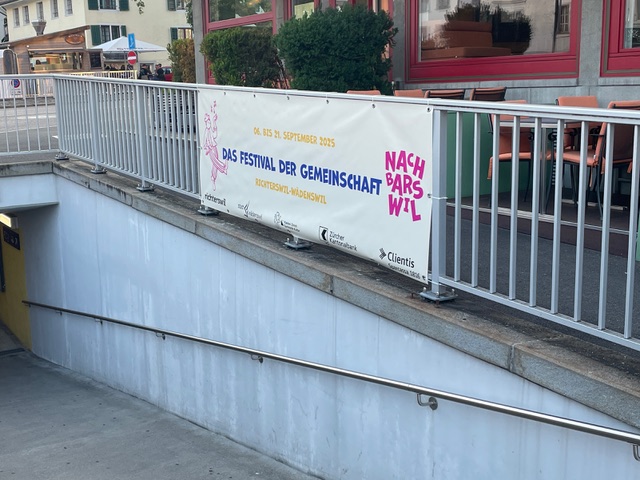 06. BIS 21. SEPTEMBER 2025
DAS FESTIVAL DER GEMEINSCHAFT
RICHTERSWIL-WÄDENSWIL
NACH
BARS
WIL
richterswil
Zürcher
Kantonalbank
Clientis